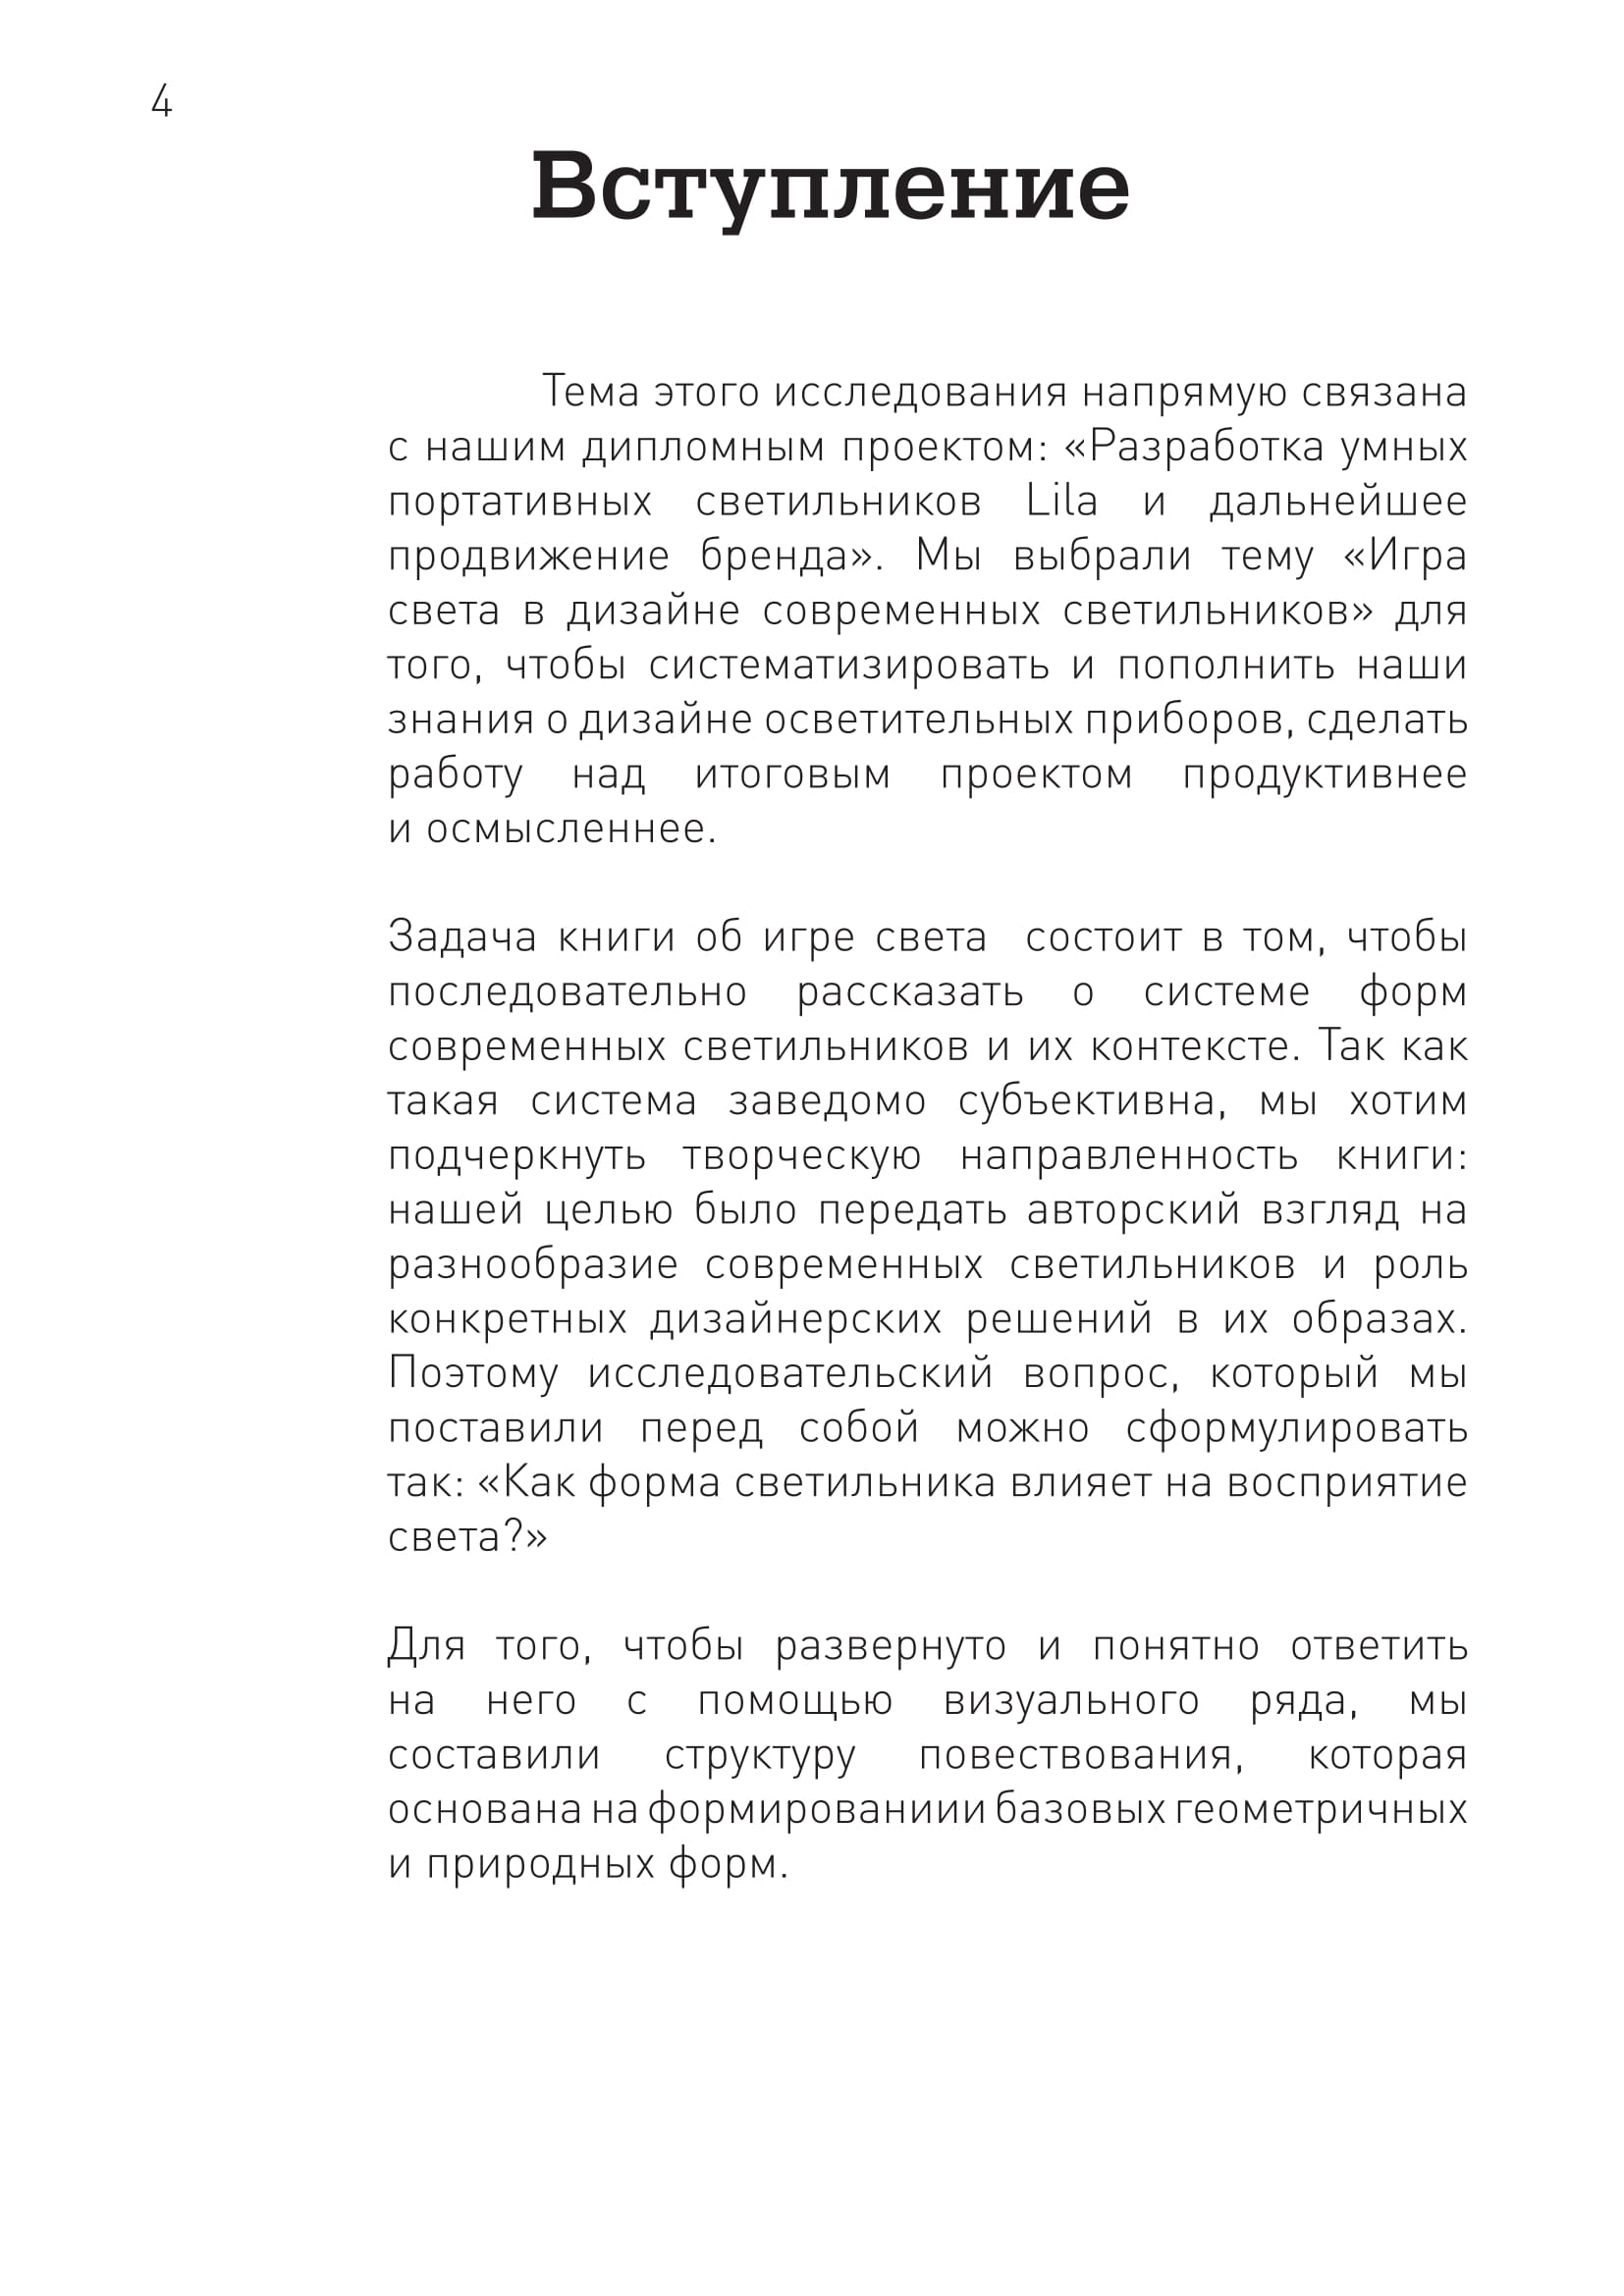 4
Вступление
Тема этого исследования напрямую связана
с нашим дипломным проектом: «Разработка умных
портативных светильников Lila и дальнейшее
продвижение бренда». Мы выбрали тему «Игра
света в дизайне современных светильников» для
того, чтобы систематизировать и пополнить наши
знания о дизайне осветительных приборов, сделать
работу над итоговым проектом продуктивнее
и осмысленнее.
Задача книги об игре света состоит в том, чтобы
последовательно рассказать о системе форм
современных светильников и их контексте. Так как
такая система заведомо субъективна, мы хотим
подчеркнуть творческую направленность книги:
нашей целью было передать авторский взгляд на
разнообразие современных светильников и роль
конкретных дизайнерских решений в их образах.
Поэтому исследовательский вопрос, который мы
поставили перед собой можно сформулировать
так: «Как форма светильника влияет на восприятие
света?»
Для того, чтобы развернуто и понятно ответить
на него с помощью визуального ряда, мы
составили структуру повествования, которая
основана на формированиии базовых геометричных
и природных форм.